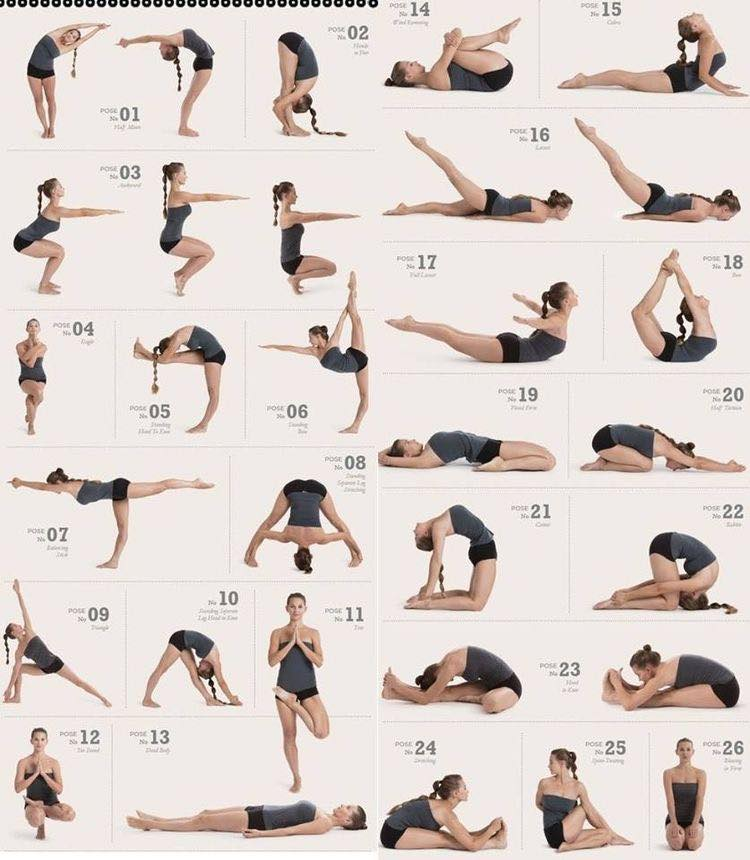 POSE
No 01
Half Moon
POSE
No 02
Hands
to Feet
POSE
No 03
Awkward
POSE
No 04
Eagle
POSE
No 05
Standing
Head To Knee
POSE
No 06
Standing
Bow
POSE
No 07
Balancing
Stick
POSE
No 08
Standing
Separate Leg
Stretching
POSE
No 09
Triangle
No 10
Standing Separate
Leg Head to Knee
POSE
No 11
Tree
POSE
No 12
Toe Stand
POSE
No 13
Dead Body
POSE
No 14
Wind Removing
POSE
No 15
Cobra
POSE
No 16
Locust
POSE
No 17
Full Locust
POSE
No 18
Bow
POSE
No 19
Fixed Firm
POSE
No 20
Half Tortoise
POSE
No 21
Camel
POSE
No 22
Rabbit
POSE
No 23
Head
to Knee
POSE
No 24
Stretching
POSE
No 25
Spine Twisting
POSE
No 26
Blowing
in Firm